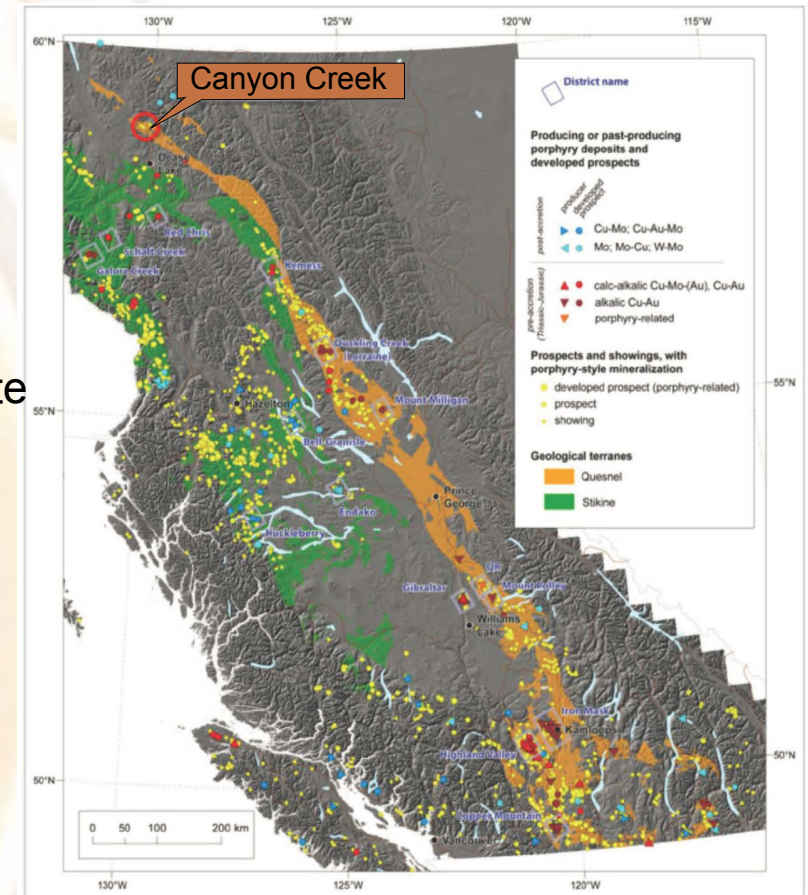 130°W
125°W
120°W
115°W
60°N
Canyon Creek
Dease
Lake
Red Chris
Schaft Creek
Galore Creek
Kemess
Duckling Creek
(Lorraine)
Mount Milligan
te
55°N
55°N
Hazelton
Bell-Granisle
Endako
Huckleberry
Prince
George
QR
Gibraltar
Mount Polley
Williams
Lake
Iron Mask
Kamloops
Highland Valley
50°N
50°N
Copper Mountain
Vancouver
0 50 100 200 km
130°W
125°W
120°W
District name
Producing or past-producing
porphyry deposits and
developed prospects
producer
developed
prospect
post-accretion
Cu-Mo; Cu-Au-Mo
Mo; Mo-Cu; W-Mo
pre-accretion
(Triassic-Jurassic)
calc-alkalic Cu-Mo-(Au), Cu-Au
alkalic Cu-Au
porphyry-related
Prospects and showings, with
porphyry-style mineralization
developed prospect (porphyry-related)
prospect
showing
Geological terranes
Quesnel
Stikine